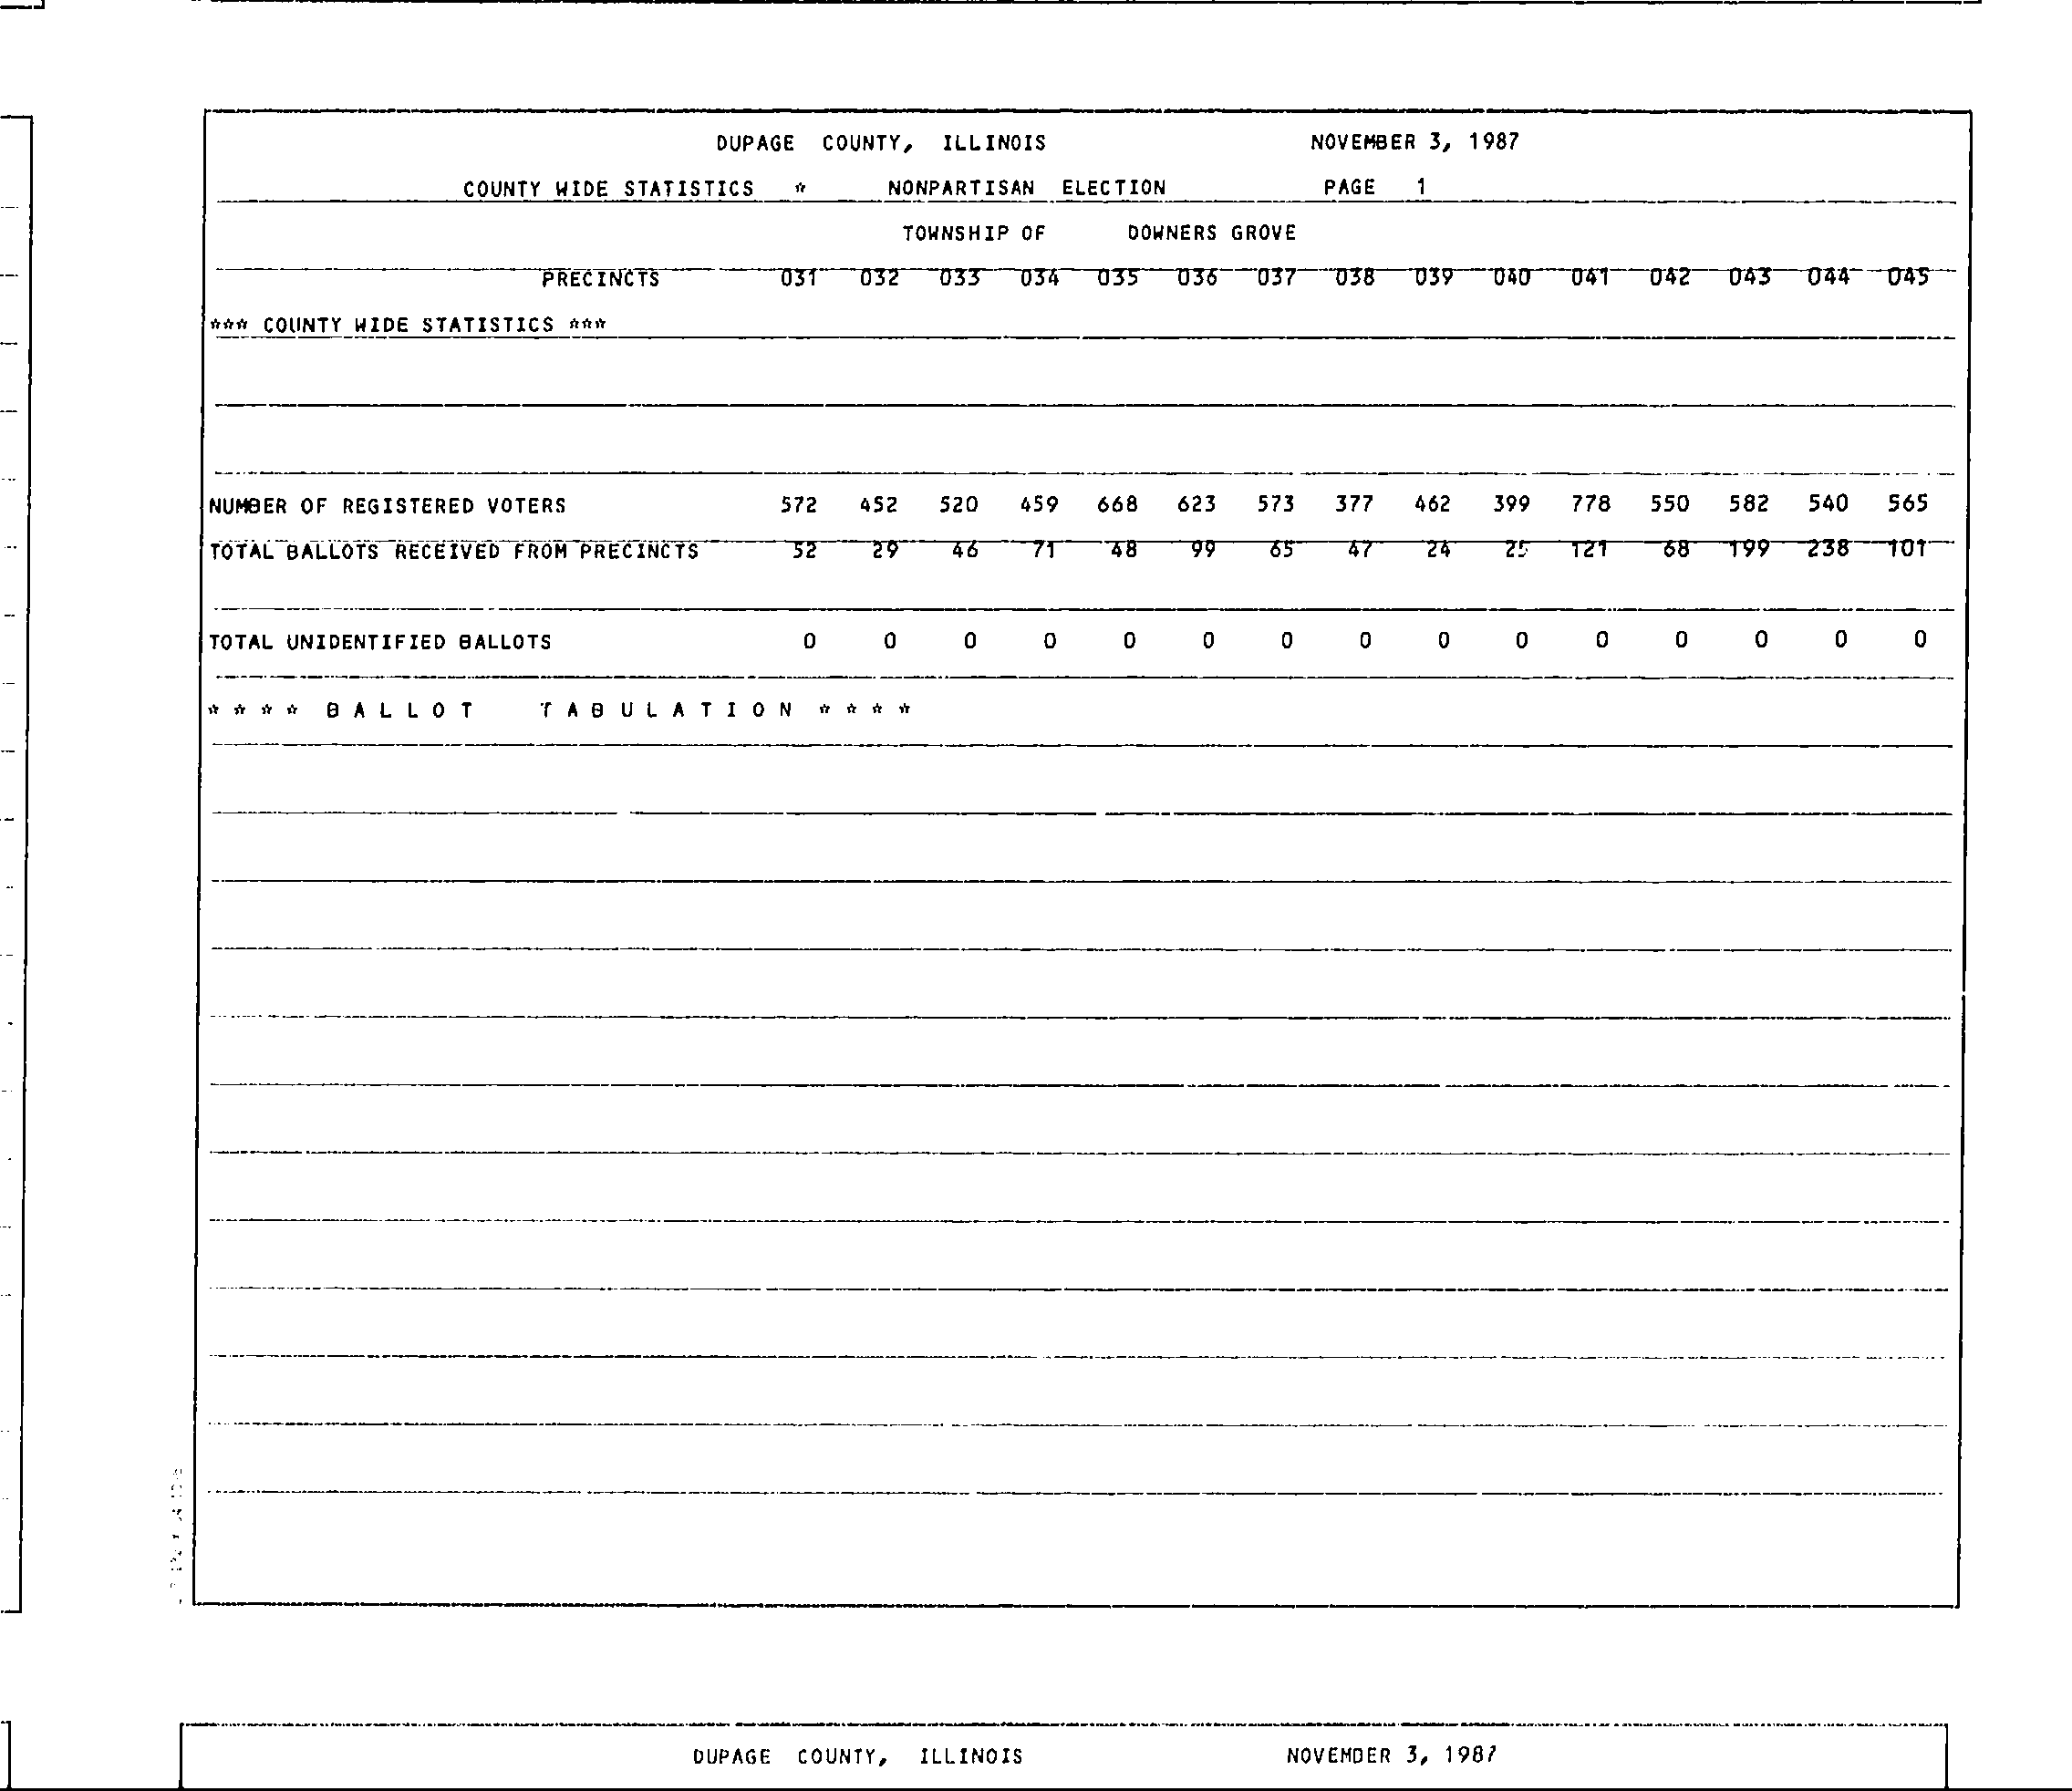 DUPAGE COUNTY, ILLINOIS NOVEMBER 3, 1987
COUNTY WIDE STATISTICS * NONPARTISAN ELECTION PAGE 1
TOWNSHIP OF DOWNERS GROVE
PRECINCTS 031 032 033 034 035 036 037 038 039 040 041 042 043 044 045
*** COUNTY WIDE STATISTICS ***
NUMBER OF REGISTERED VOTERS 572 452 520 459 668 623 573 377 462 399 778 550 582 540 565
TOTAL BALLOTS RECEIVED FROM PRECINCTS 52 29 46 71 48 99 65 47 24 25 121 68 199 238 101
TOTAL UNIDENTIFIED BALLOTS 0 0 0 0 0 0 0 0 0 0 0 0 0 0 0
* * * * B A L L O T T A B U L A T I O N * * * *
DUPAGE COUNTY, ILLINOIS NOVEMBER 3, 1987